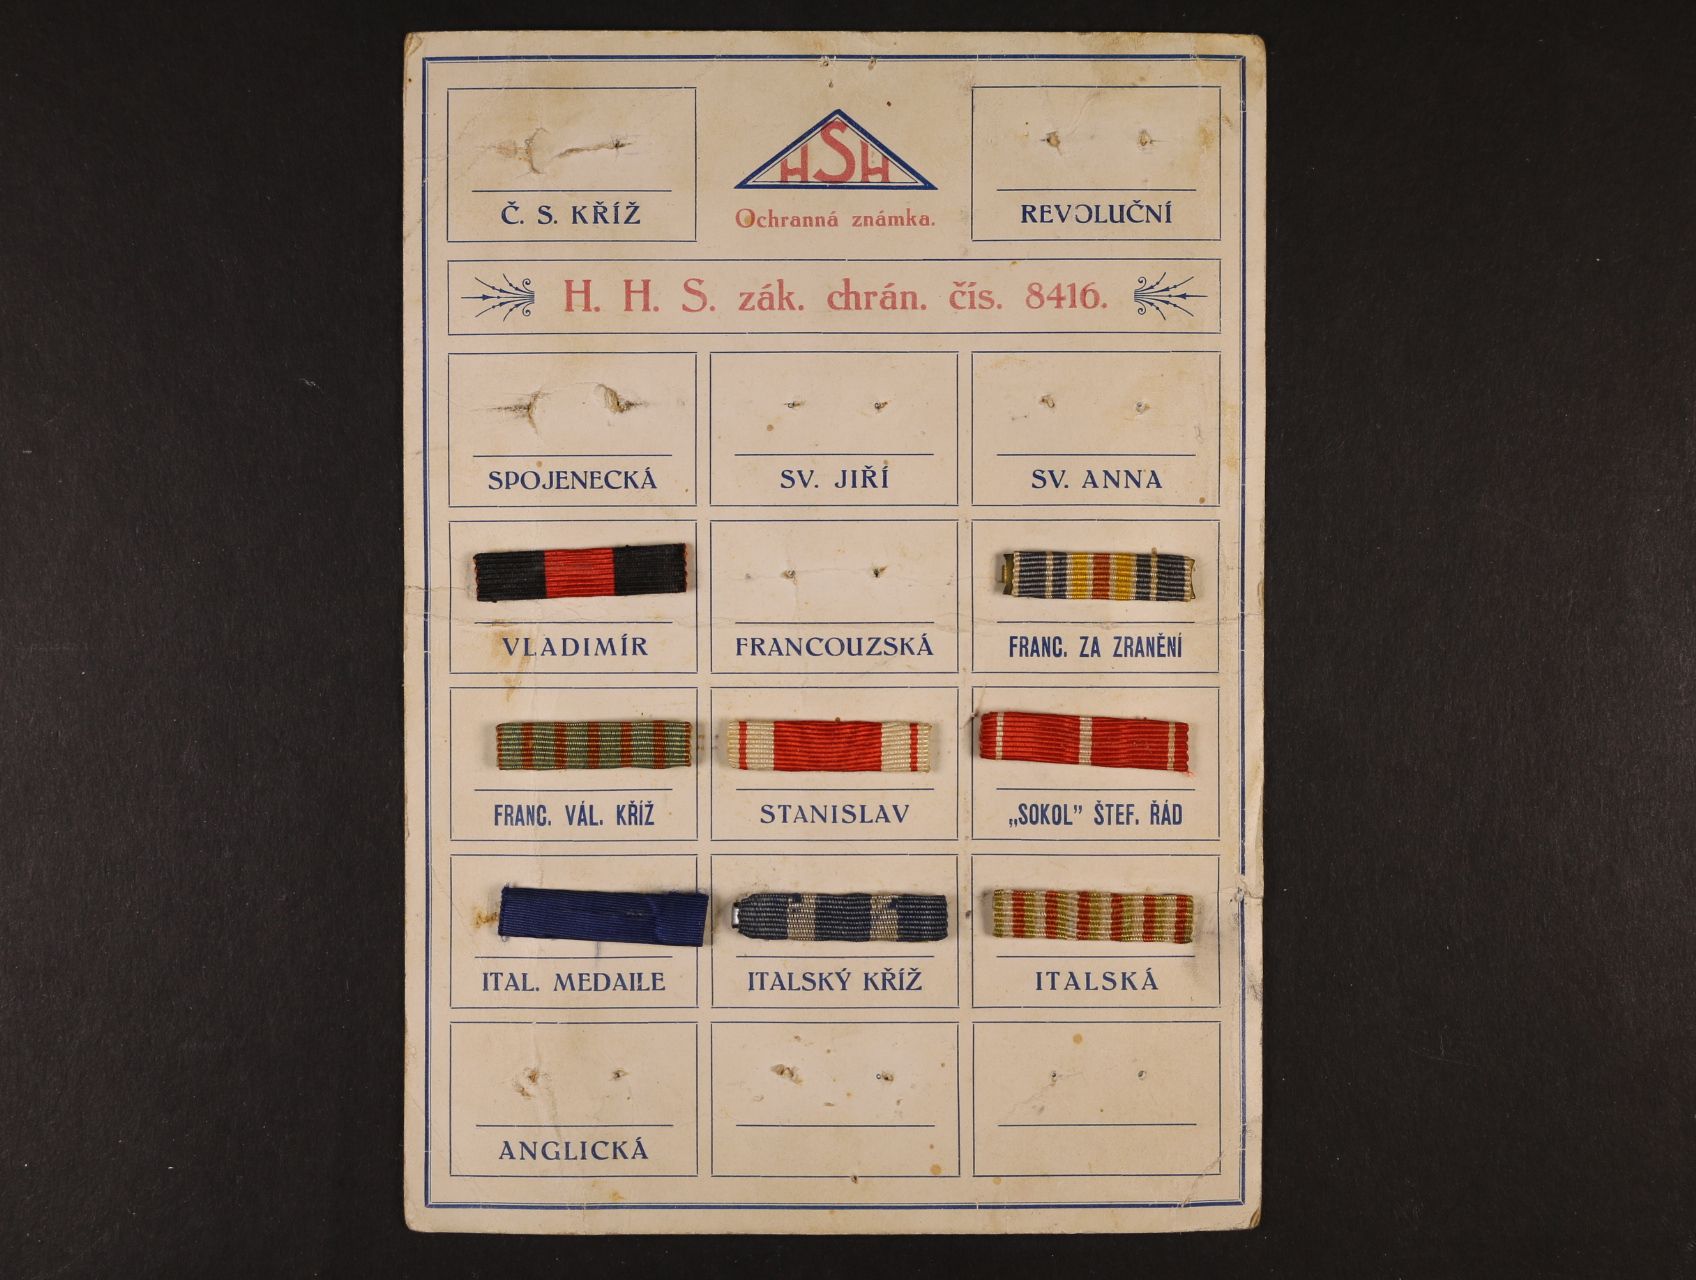 HSH
Č. S. KŘÍŽ
Ochranná známka.
REVOLUČNÍ
H. H. S. zák. chrán. čís. 8416.
SPOJENECKÁ
SV. JIŘÍ
SV. ANNA
VLADIMÍR
FRANCOUZSKÁ
FRANC. ZA ZRANĚNÍ
FRANC. VÁL. KŘÍŽ
STANISLAV
„SOKOL” ŠTEF. ŘÁD
ITAL. MEDAILE
ITALSKÝ KŘÍŽ
ITALSKÁ
ANGLICKÁ